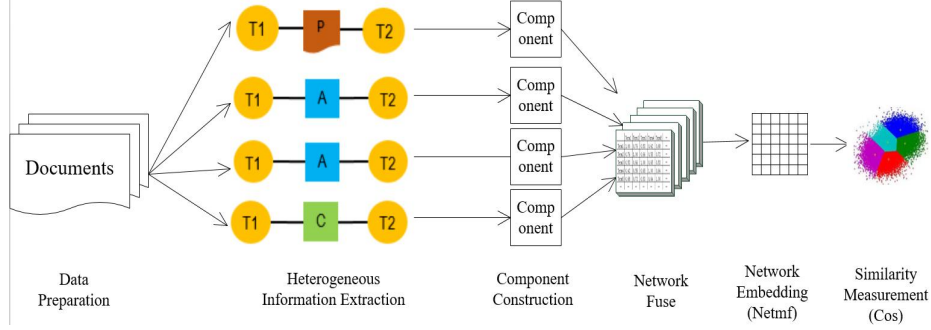 T1 P T2
Comp
onent
T1 A T2
Comp
onent
Documents
T1 A T2
Comp
onent
T1 C T2
Comp
onent
Data
Preparation
Heterogeneous
Information Extraction
Component
Construction
Network
Fuse
Network
Embedding
(Netmf)
Similarity
Measurement
(Cos)